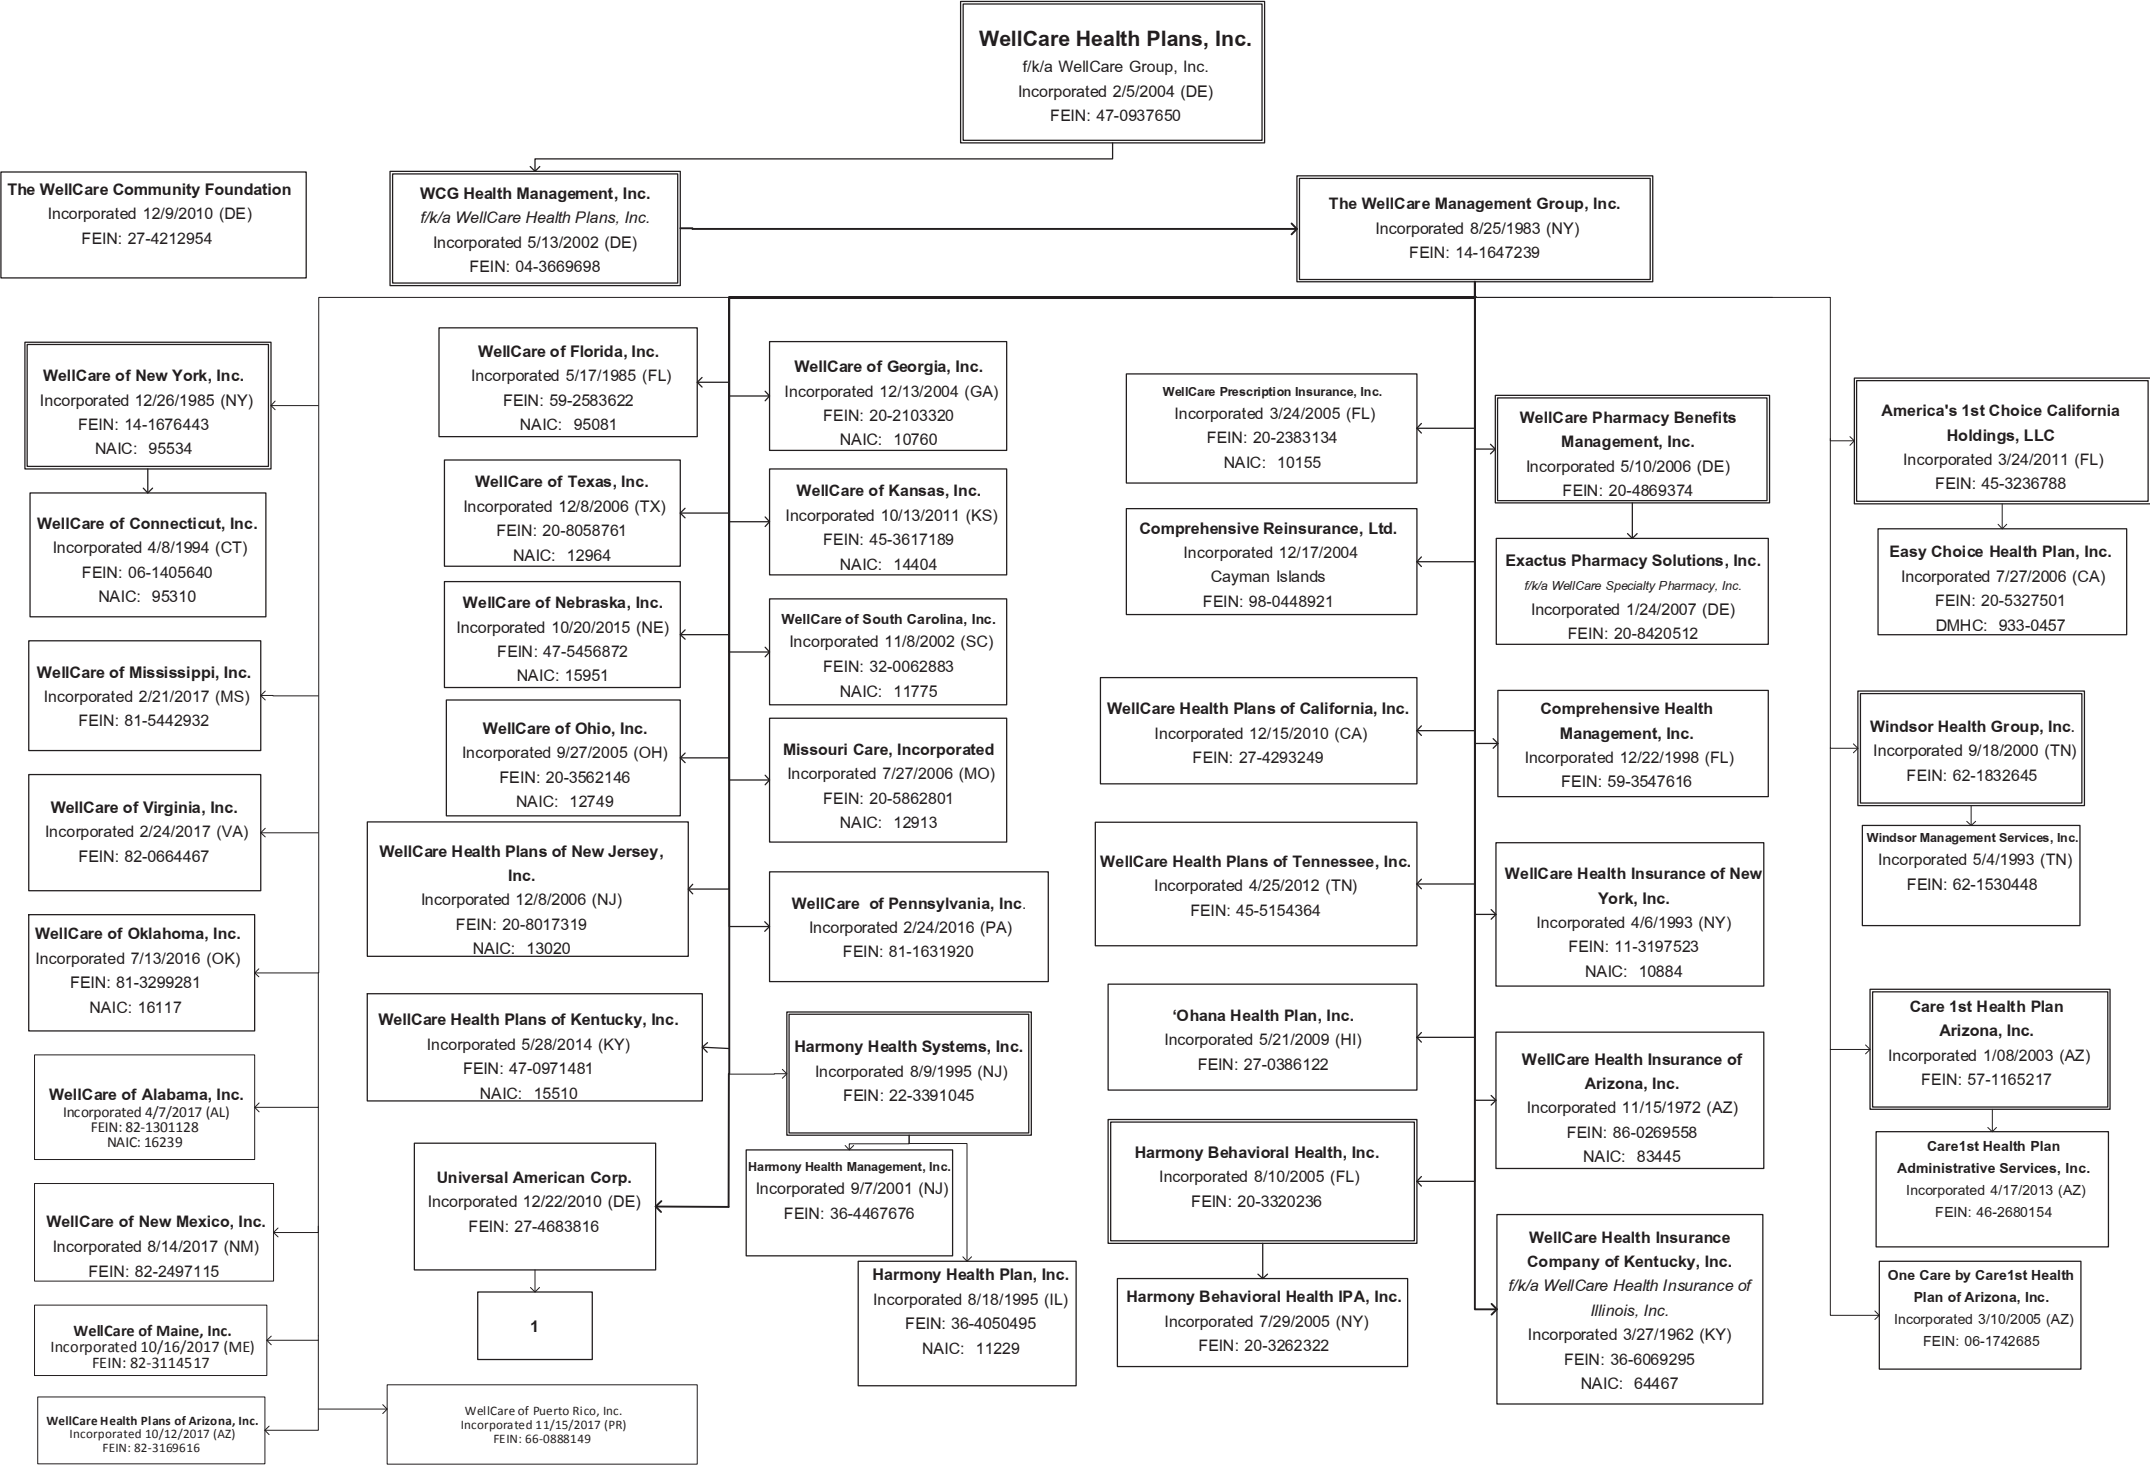 WellCare Health Plans, Inc.
f/k/a WellCare Group, Inc.
Incorporated 2/5/2004 (DE)
FEIN: 47-0937650
The WellCare Community Foundation
Incorporated 12/9/2010 (DE)
FEIN: 27-4212954
WCG Health Management, Inc.
f/k/a WellCare Health Plans, Inc.
Incorporated 5/13/2002 (DE)
FEIN: 04-3669698
The WellCare Management Group, Inc.
Incorporated 8/25/1983 (NY)
FEIN: 14-1647239
WellCare of New York, Inc.
Incorporated 12/26/1985 (NY)
FEIN: 14-1676443
NAIC: 95534
WellCare of Connecticut, Inc.
Incorporated 4/8/1994 (CT)
FEIN: 06-1405640
NAIC: 95310
WellCare of Mississippi, Inc.
Incorporated 2/21/2017 (MS)
FEIN: 81-5442932
WellCare of Virginia, Inc.
Incorporated 2/24/2017 (VA)
FEIN: 82-0664467
WellCare of Oklahoma, Inc.
Incorporated 7/13/2016 (OK)
FEIN: 81-3299281
NAIC: 16117
WellCare of Alabama, Inc.
Incorporated 4/7/2017 (AL)
FEIN: 82-1301128
NAIC: 16239
WellCare of New Mexico, Inc.
Incorporated 8/14/2017 (NM)
FEIN: 82-2497115
WellCare of Maine, Inc.
Incorporated 10/16/2017 (ME)
FEIN: 82-3114517
WellCare Health Plans of Arizona, Inc.
Incorporated 10/12/2017 (AZ)
FEIN: 82-3169616
WellCare of Florida, Inc.
Incorporated 5/17/1985 (FL)
FEIN: 59-2583622
NAIC: 95081
WellCare of Texas, Inc.
Incorporated 12/8/2006 (TX)
FEIN: 20-8058761
NAIC: 12964
WellCare of Nebraska, Inc.
Incorporated 10/20/2015 (NE)
FEIN: 47-5456872
NAIC: 15951
WellCare of Ohio, Inc.
Incorporated 9/27/2005 (OH)
FEIN: 20-3562146
NAIC: 12749
WellCare Health Plans of New Jersey,
Inc.
Incorporated 12/8/2006 (NJ)
FEIN: 20-8017319
NAIC: 13020
WellCare Health Plans of Kentucky, Inc.
Incorporated 5/28/2014 (KY)
FEIN: 47-0971481
NAIC: 15510
Universal American Corp.
Incorporated 12/22/2010 (DE)
FEIN: 27-4683816
1
WellCare of Puerto Rico, Inc.
Incorporated 11/15/2017 (PR)
FEIN: 66-0888149
WellCare of Georgia, Inc.
Incorporated 12/13/2004 (GA)
FEIN: 20-2103320
NAIC: 10760
WellCare of Kansas, Inc.
Incorporated 10/13/2011 (KS)
FEIN: 45-3617189
NAIC: 14404
WellCare of South Carolina, Inc.
Incorporated 11/8/2002 (SC)
FEIN: 32-0062883
NAIC: 11775
Missouri Care, Incorporated
Incorporated 7/27/2006 (MO)
FEIN: 20-5862801
NAIC: 12913
WellCare of Pennsylvania, Inc.
Incorporated 2/24/2016 (PA)
FEIN: 81-1631920
Harmony Health Systems, Inc.
Incorporated 8/9/1995 (NJ)
FEIN: 22-3391045
Harmony Health Management, Inc.
Incorporated 9/7/2001 (NJ)
FEIN: 36-4467676
Harmony Health Plan, Inc.
Incorporated 8/18/1995 (IL)
FEIN: 36-4050495
NAIC: 11229
WellCare Prescription Insurance, Inc.
Incorporated 3/24/2005 (FL)
FEIN: 20-2383134
NAIC: 10155
Comprehensive Reinsurance, Ltd.
Incorporated 12/17/2004
Cayman Islands
FEIN: 98-0448921
WellCare Health Plans of California, Inc.
Incorporated 12/15/2010 (CA)
FEIN: 27-4293249
WellCare Health Plans of Tennessee, Inc.
Incorporated 4/25/2012 (TN)
FEIN: 45-5154364
‘Ohana Health Plan, Inc.
Incorporated 5/21/2009 (HI)
FEIN: 27-0386122
Harmony Behavioral Health, Inc.
Incorporated 8/10/2005 (FL)
FEIN: 20-3320236
Harmony Behavioral Health IPA, Inc.
Incorporated 7/29/2005 (NY)
FEIN: 20-3262322
WellCare Pharmacy Benefits
Management, Inc.
Incorporated 5/10/2006 (DE)
FEIN: 20-4869374
Exactus Pharmacy Solutions, Inc.
f/k/a WellCare Specialty Pharmacy, Inc.
Incorporated 1/24/2007 (DE)
FEIN: 20-8420512
Comprehensive Health
Management, Inc.
Incorporated 12/22/1998 (FL)
FEIN: 59-3547616
WellCare Health Insurance of New
York, Inc.
Incorporated 4/6/1993 (NY)
FEIN: 11-3197523
NAIC: 10884
WellCare Health Insurance of
Arizona, Inc.
Incorporated 11/15/1972 (AZ)
FEIN: 86-0269558
NAIC: 83445
WellCare Health Insurance
Company of Kentucky, Inc.
f/k/a WellCare Health Insurance of
Illinois, Inc.
Incorporated 3/27/1962 (KY)
FEIN: 36-6069295
NAIC: 64467
America's 1st Choice California
Holdings, LLC
Incorporated 3/24/2011 (FL)
FEIN: 45-3236788
Easy Choice Health Plan, Inc.
Incorporated 7/27/2006 (CA)
FEIN: 20-5327501
DMHC: 933-0457
Windsor Health Group, Inc.
Incorporated 9/18/2000 (TN)
FEIN: 62-1832645
Windsor Management Services, Inc.
Incorporated 5/4/1993 (TN)
FEIN: 62-1530448
Care 1st Health Plan
Arizona, Inc.
Incorporated 1/08/2003 (AZ)
FEIN: 57-1165217
Care1st Health Plan
Administrative Services, Inc.
Incorporated 4/17/2013 (AZ)
FEIN: 46-2680154
One Care by Care1st Health
Plan of Arizona, Inc.
Incorporated 3/10/2005 (AZ)
FEIN: 06-1742685